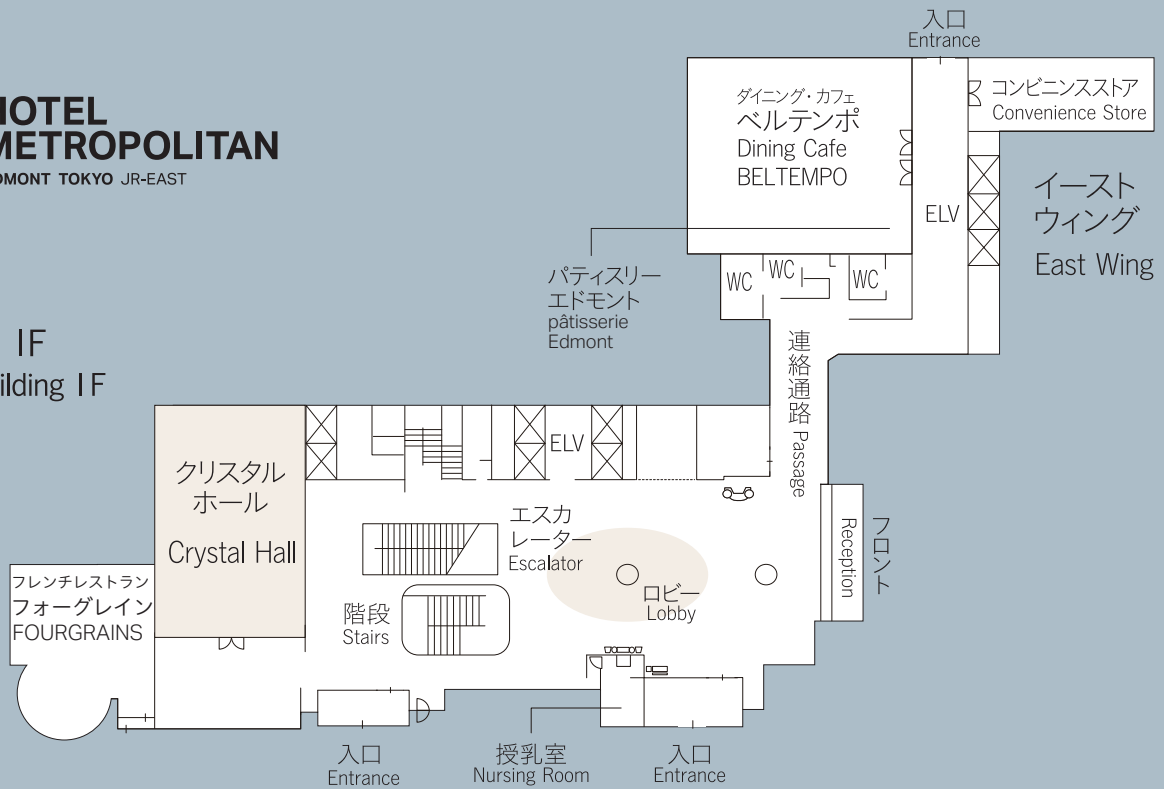 HOTEL
METROPOLITAN
EDMONT TOKYO JR-EAST
1F
Building 1F
入口
Entrance
ダイニング・カフェ
ベルテンポ
Dining Cafe
BELTEMPO
コンビニンスストア
Convenience Store
ELV
イースト
ウィング
East Wing
WC
WC
WC
パティスリー
エドモント
pâtisserie
Edmont
連絡通路 Passage
クリスタル
ホール
Crystal Hall
ELV
エスカ
レーター
Escalator
フロント
Reception
フレンチレストラン
フォーグレイン
FOURGRAINS
階段
Stairs
ロビー
Lobby
入口
Entrance
授乳室
Nursing Room
入口
Entrance